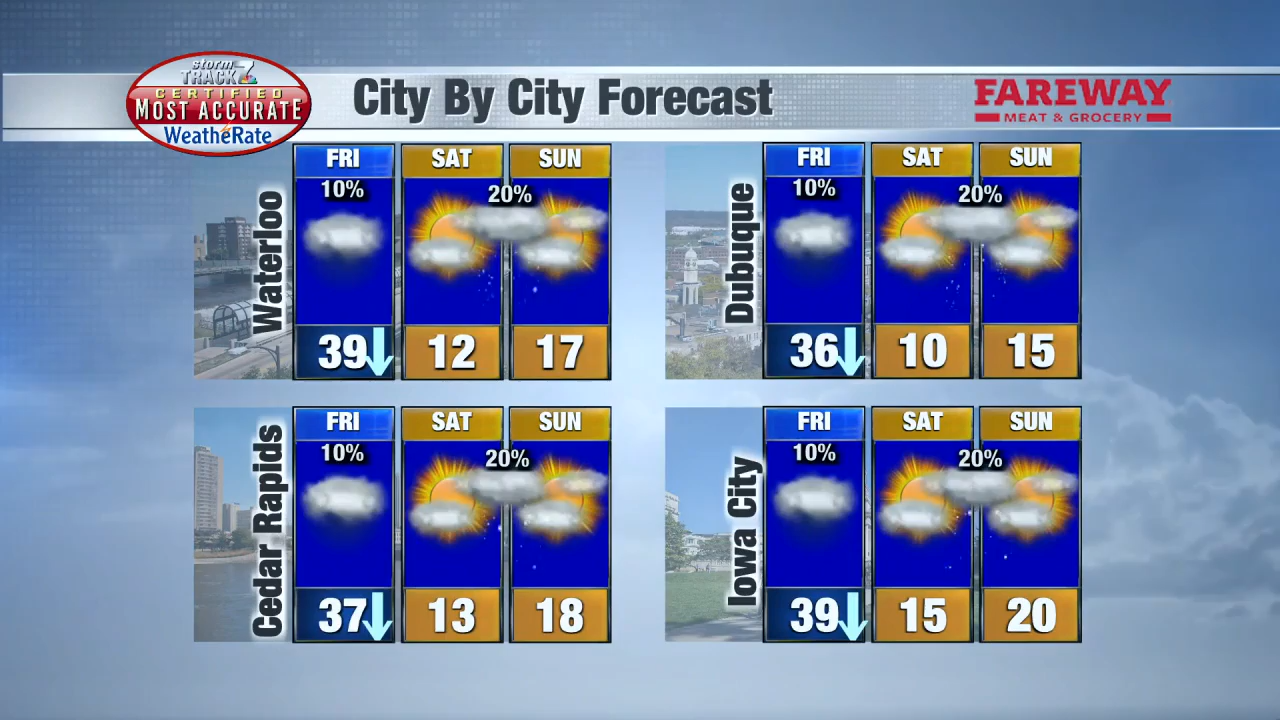 storm
TRACK 7
CERTIFIED
MOST ACCURATE
WeatheRate
City By City Forecast
FAREWAY
MEAT & GROCERY
Waterloo
FRI SAT SUN
10% 20%
39 12 17
Dubuque
FRI SAT SUN
10% 20%
36 10 15
Cedar Rapids
FRI SAT SUN
10% 20%
37 13 18
Iowa City
FRI SAT SUN
10% 20%
39 15 20